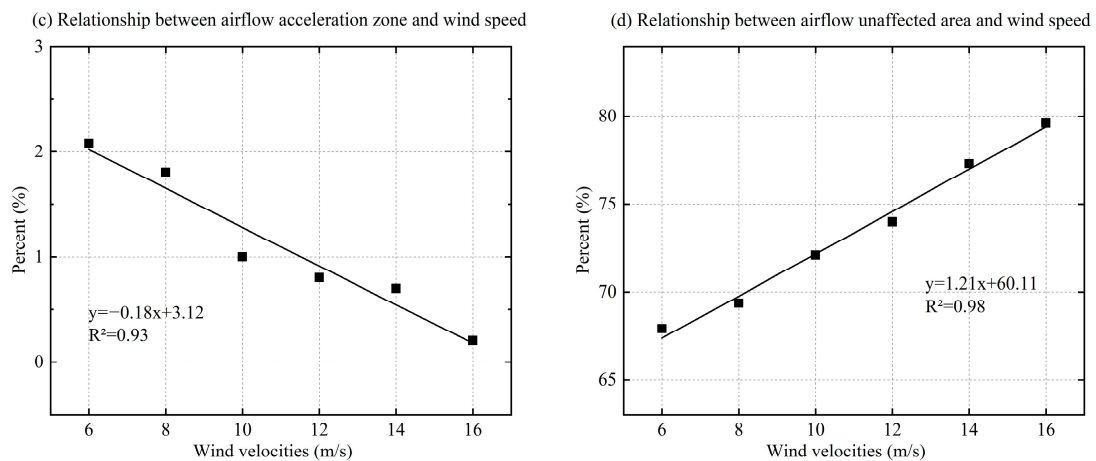 (c) Relationship between airflow acceleration zone and wind speed
3
2
1
0
Percent (%)
y=−0.18x+3.12
R²=0.93
6 8 10 12 14 16
Wind velocities (m/s)
(d) Relationship between airflow unaffected area and wind speed
80
75
70
65
Percent (%)
y=1.21x+60.11
R²=0.98
6 8 10 12 14 16
Wind velocities (m/s)